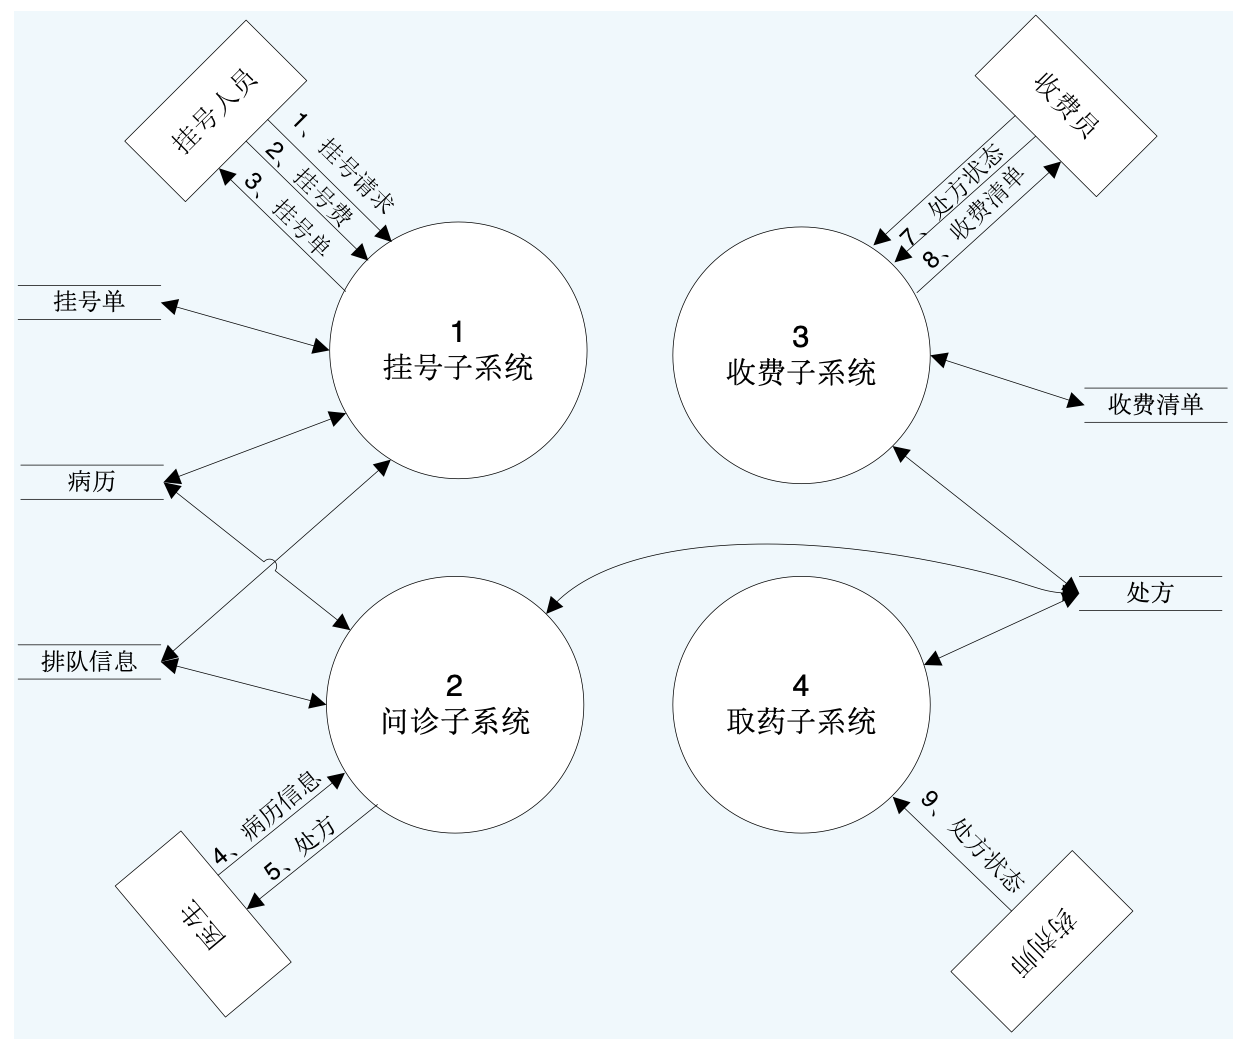 挂号人员
1、挂号请求
2、挂号费
3、挂号单
收费员
7、处方状态
8、收费清单
挂号单
1
挂号子系统
3
收费子系统
收费清单
病历
处方
排队信息
2
问诊子系统
4
取药子系统
4、病历信息
5、处方
医生
9、处方状态
药剂师